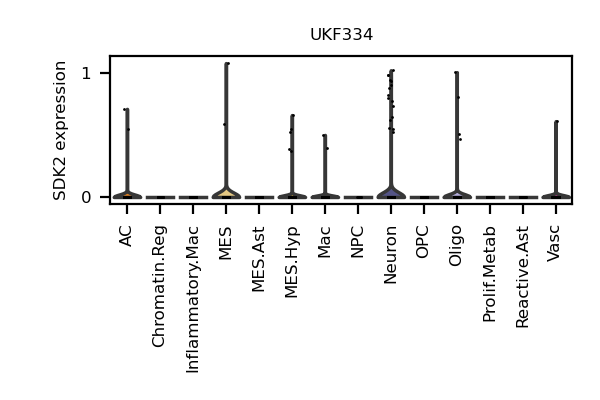 UKF334
SDK2 expression
1
0
AC
Chromatin.Reg
Inflammatory.Mac
MES
MES.Ast
MES.Hyp
Mac
NPC
Neuron
OPC
Oligo
Prolif.Metab
Reactive.Ast
Vasc